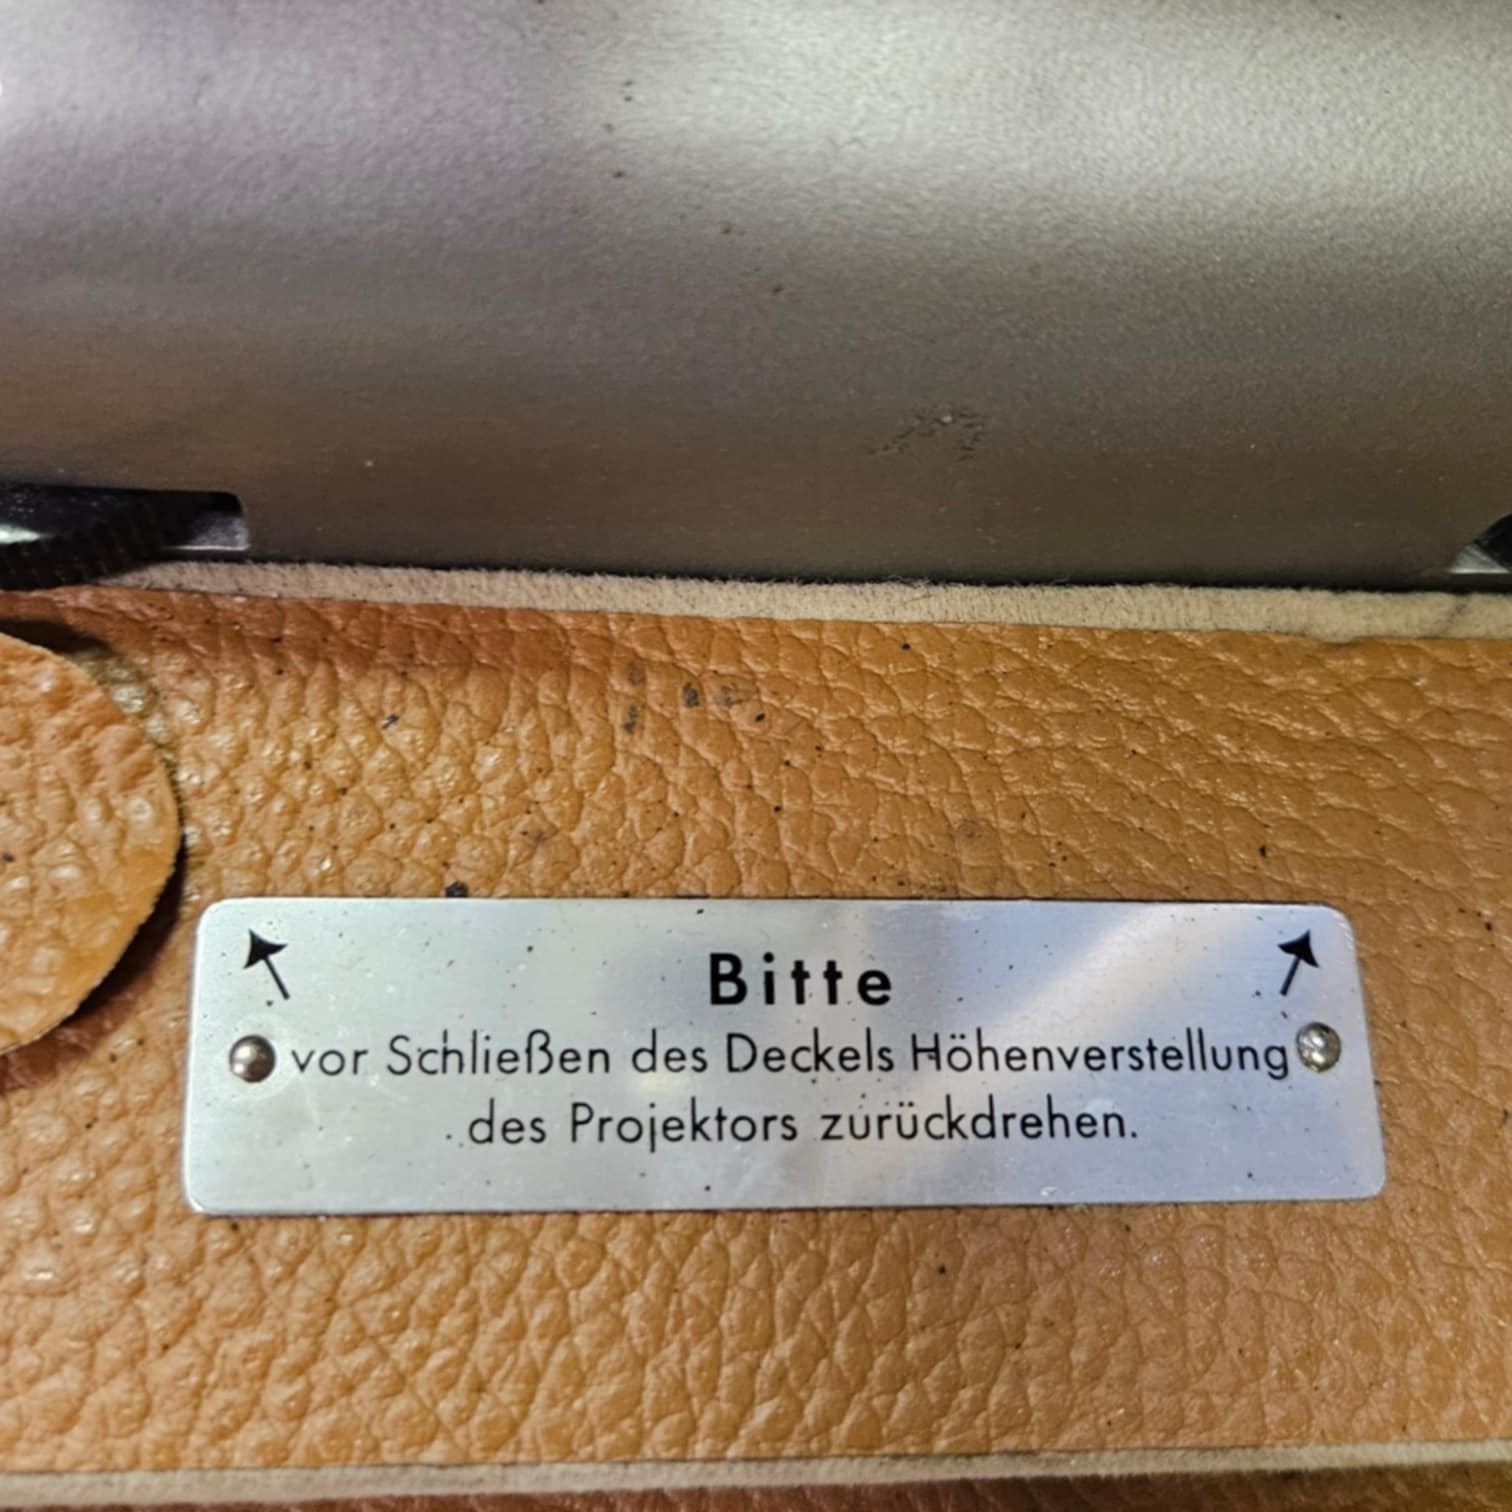 Bitte
vor Schließen des Deckels Höhenverstellung
des Projektors zurückdrehen.